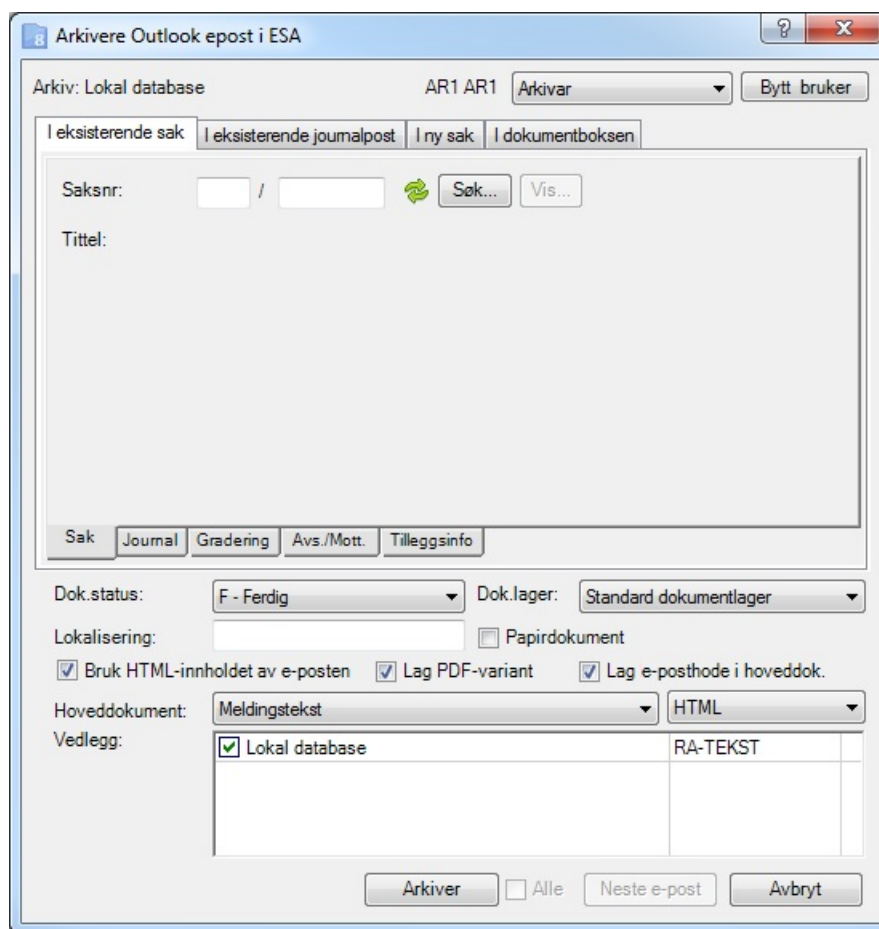 Arkivere Outlook epost i ESA
Arkiv: Lokal database AR1 AR1 Arkivar Bytt bruker
I eksisterende sak I eksisterende journalpost I ny sak I dokumentboksen
Saksnr: / Søk... Vis...
Tittel:
Sak Journal Gradering Avs./Mott. Tilleggsinfo
Dok.status: F - Ferdig Dok.lager: Standard dokumentlager
Lokalisering: Papirdokument
Bruk HTML-innholdet av e-posten Lag PDF-variant Lag e-posthode i hoveddok.
Hoveddokument: Meldingstekst HTML
Vedlegg: Lokal database RA-TEKST
Arkiver Alle Neste e-post Avbryt